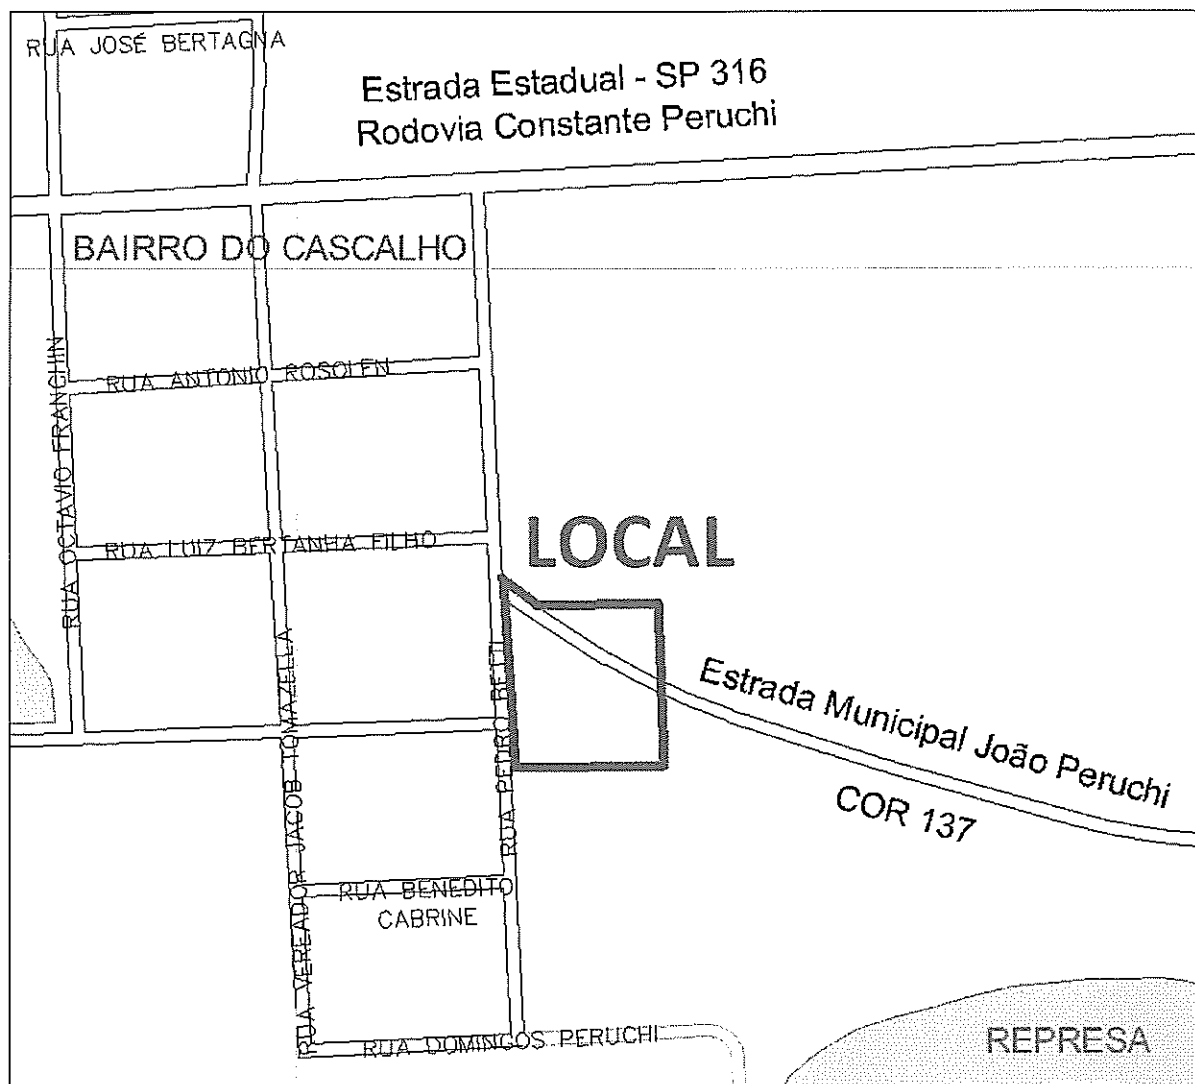 RUA JOSÉ BERTAGNA
Estrada Estadual - SP 316
Rodovia Constante Peruchi
BAIRRO DO CASCALHO
RUA OCTAVIO FRANCHIN
RUA ANTONIO ROSOLEN
RUA LUIZ BERTANHA FILHO
LOCAL
RUA VEREADOR JACOB TOMAZELLA
RUA PEDRO BETTI
Estrada Municipal João Peruchi
COR 137
RUA BENEDITO
CABRINE
RUA DOMINGOS PERUCHI
REPRESA